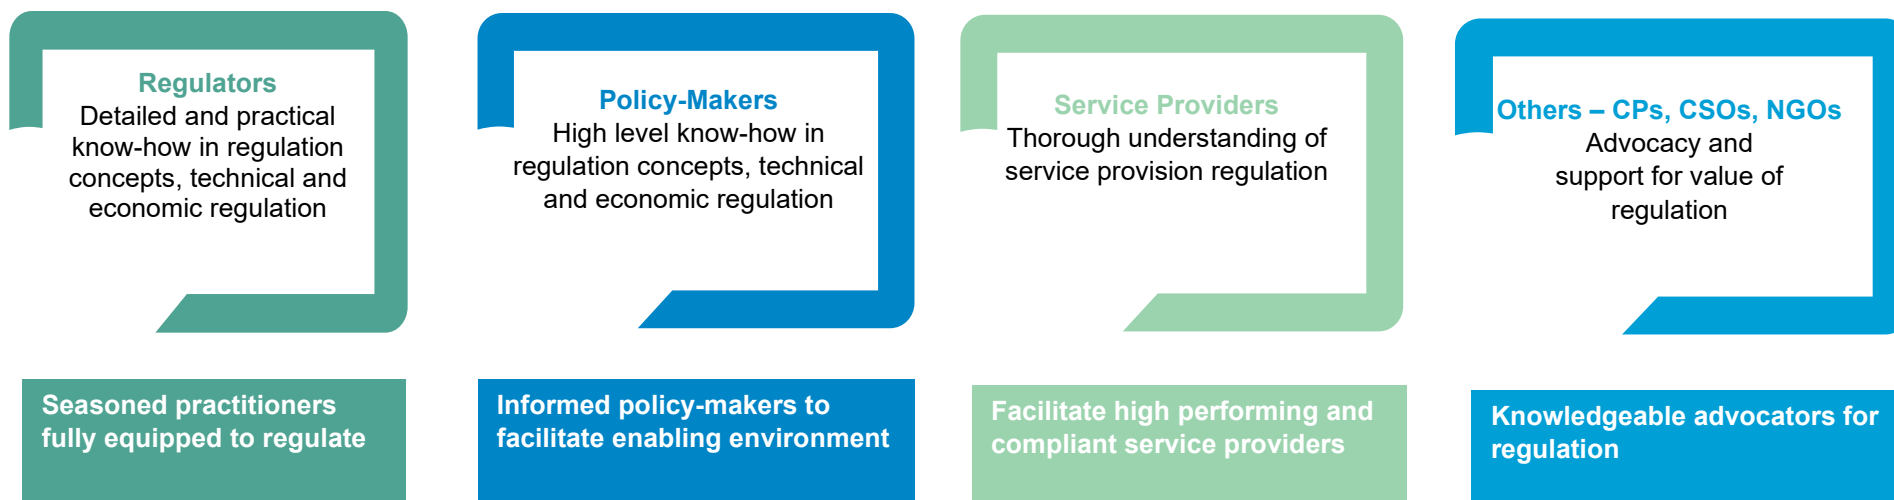 Regulators
Detailed and practical
know-how in regulation
concepts, technical and
economic regulation
Policy-Makers
High level know-how in
regulation concepts, technical
and economic regulation
Service Providers
Thorough understanding of
service provision regulation
Others – CPs, CSOs, NGOs
Advocacy and
support for value of
regulation
Seasoned practitioners
fully equipped to regulate
Informed policy-makers to
facilitate enabling environment
Facilitate high performing and
compliant service providers
Knowledgeable advocators for
regulation